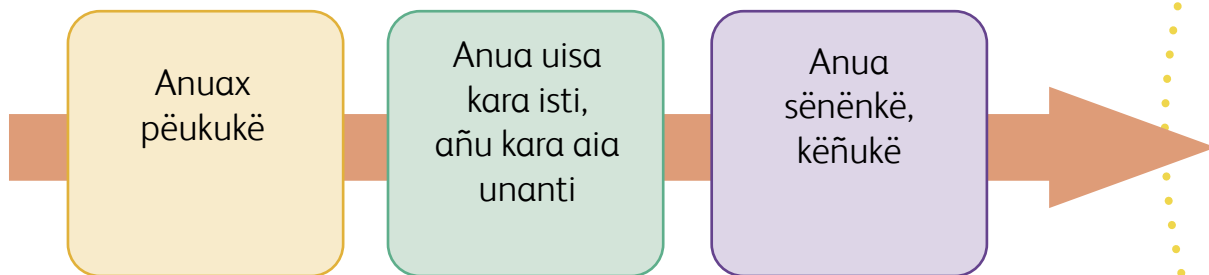 Anuax
pëukukë
Anua uisa
kara isti,
añu kara aia
unanti
Anua
sënënkë,
këñukë